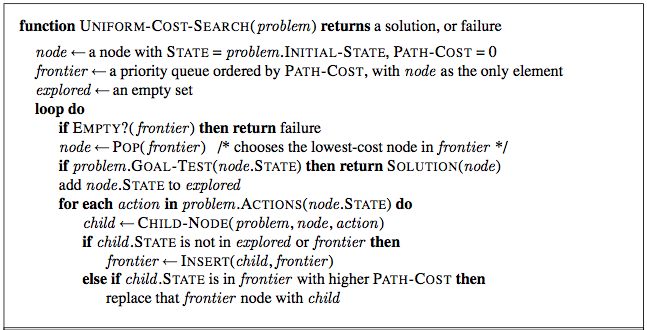 function UNIFORM-COST-SEARCH(problem) returns a solution, or failure
node ← a node with STATE = problem.INITIAL-STATE, PATH-COST = 0
frontier ← a priority queue ordered by PATH-COST, with node as the only element
explored ← an empty set
loop do
if EMPTY?(frontier) then return failure
node ← POP(frontier) /* chooses the lowest-cost node in frontier */
if problem.GOAL-TEST(node.STATE) then return SOLUTION(node)
add node.STATE to explored
for each action in problem.ACTIONS(node.STATE) do
child ← CHILD-NODE(problem, node, action)
if child.STATE is not in explored or frontier then
frontier ← INSERT(child, frontier)
else if child.STATE is in frontier with higher PATH-COST then
replace that frontier node with child